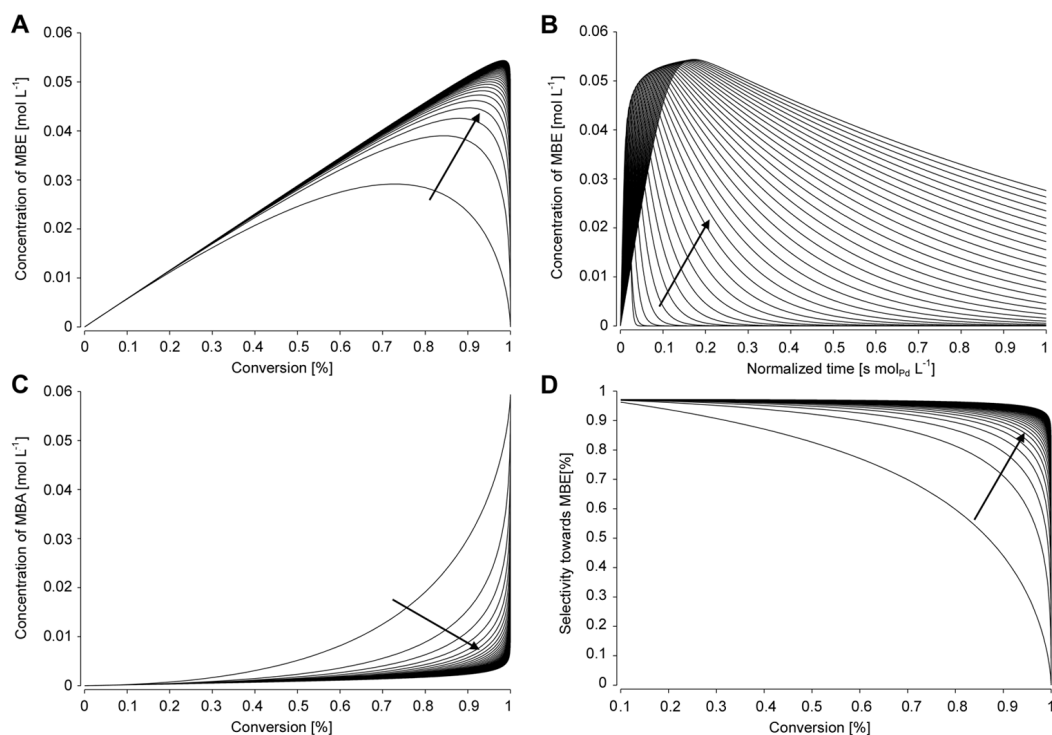 A
Concentration of MBE [mol L⁻¹]
0.06
0.05
0.04
0.03
0.02
0.01
0
0 0.1 0.2 0.3 0.4 0.5 0.6 0.7 0.8 0.9 1
Conversion [%]
B
Concentration of MBE [mol L⁻¹]
0.06
0.05
0.04
0.03
0.02
0.01
0
0 0.1 0.2 0.3 0.4 0.5 0.6 0.7 0.8 0.9 1
Normalized time [s molPd L⁻¹]
C
Concentration of MBA [mol L⁻¹]
0.06
0.05
0.04
0.03
0.02
0.01
0
0 0.1 0.2 0.3 0.4 0.5 0.6 0.7 0.8 0.9 1
Conversion [%]
D
Selectivity towards MBE[%]
1
0.9
0.8
0.7
0.6
0.5
0.4
0.3
0.2
0.1
0
0.1 0.2 0.3 0.4 0.5 0.6 0.7 0.8 0.9 1
Conversion [%]